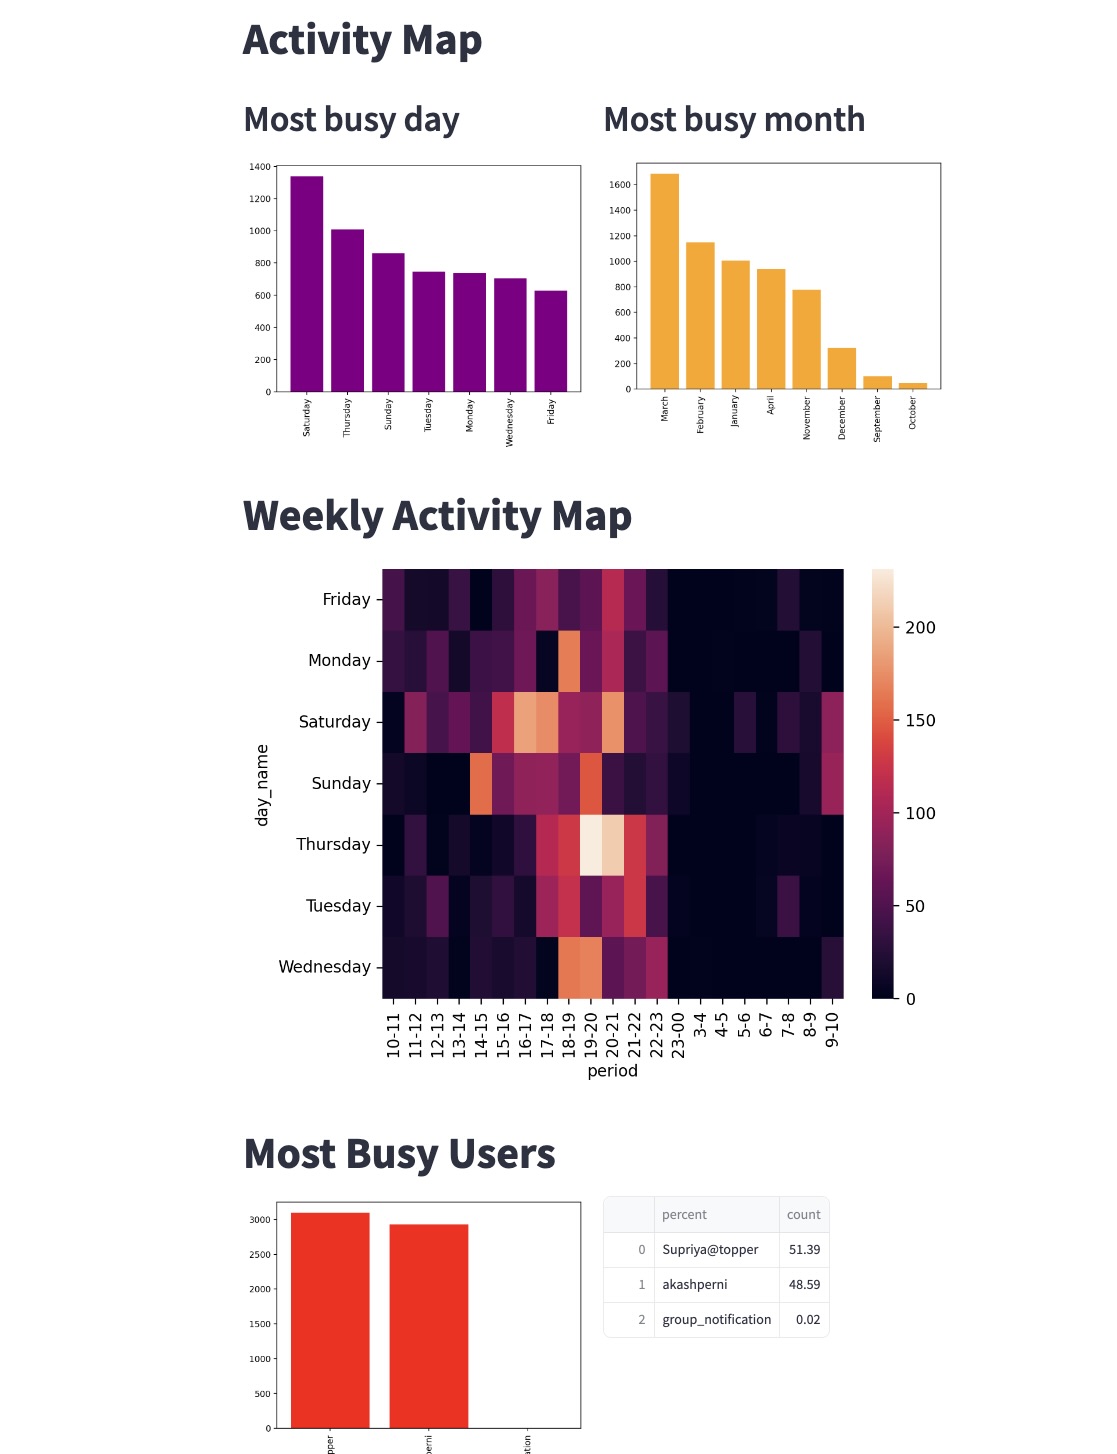 Activity Map
Most busy day
Most busy month
1400
1200
1000
800
600
400
200
0
Saturday
Thursday
Sunday
Tuesday
Monday
Wednesday
Friday
1600
1400
1200
1000
800
600
400
200
0
March
February
January
April
November
December
September
October
Weekly Activity Map
day_name
Friday
Monday
Saturday
Sunday
Thursday
Tuesday
Wednesday
10-11
11-12
12-13
13-14
14-15
15-16
16-17
17-18
18-19
19-20
20-21
21-22
22-23
23-00
3-4
4-5
5-6
6-7
7-8
8-9
9-10
period
200
150
100
50
0
Most Busy Users
3000
2500
2000
1500
1000
500
0
pper
erni
ation
percent count
0 Supriya@topper 51.39
1 akashperni 48.59
2 group_notification 0.02